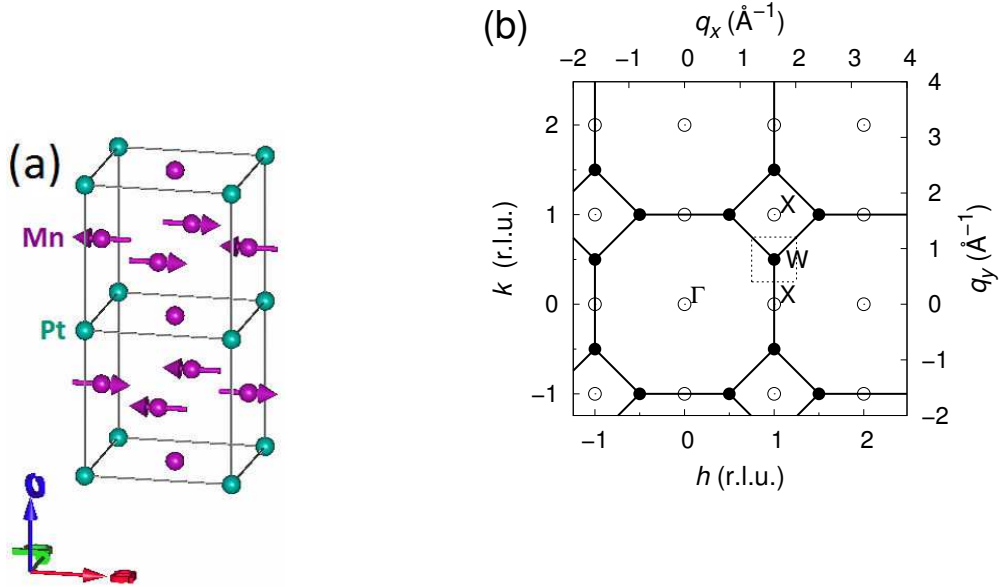 (a)
Mn
Pt
(b)
q_x (Å⁻¹)
−2 −1 0 1 2 3 4
2
1
0
−1
k (r.l.u.)
X
W
X
Γ
4
3
2
1
0
−1
−2
q_y (Å⁻¹)
−1 0 1 2
h (r.l.u.)